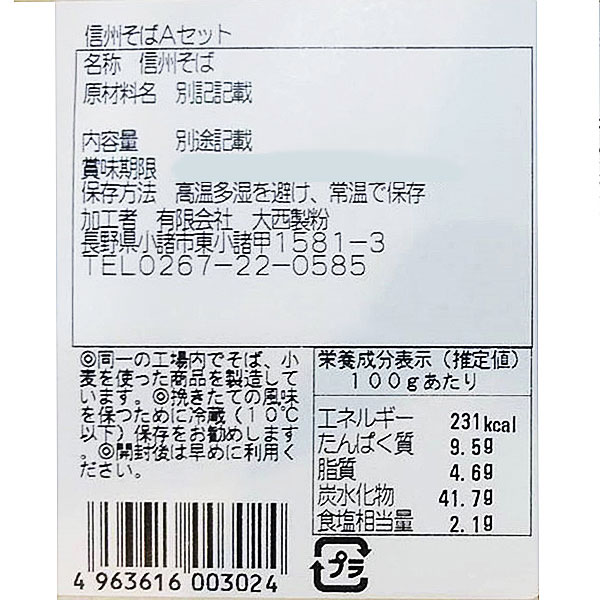 信州そばAセット
名称　信州そば
原材料名　別記記載
内容量　別途記載
賞味期限
保存方法　高温多湿を避け、常温で保存
加工者　有限会社　大西製粉
長野県小諸市東小諸甲1581-3
TEL0267-22-0585
◎同一の工場内でそば、小
麦を使った商品を製造して
います。◎挽きたての風味
を保つために冷蔵（10℃
以下）保存をお勧めします
。◎開封後は早めに利用く
ださい。
栄養成分表示（推定値）
100gあたり
エネルギー 231kcal
たんぱく質 9.5g
脂質 4.6g
炭水化物 41.7g
食塩相当量 2.1g
4 963616 003024
プラ